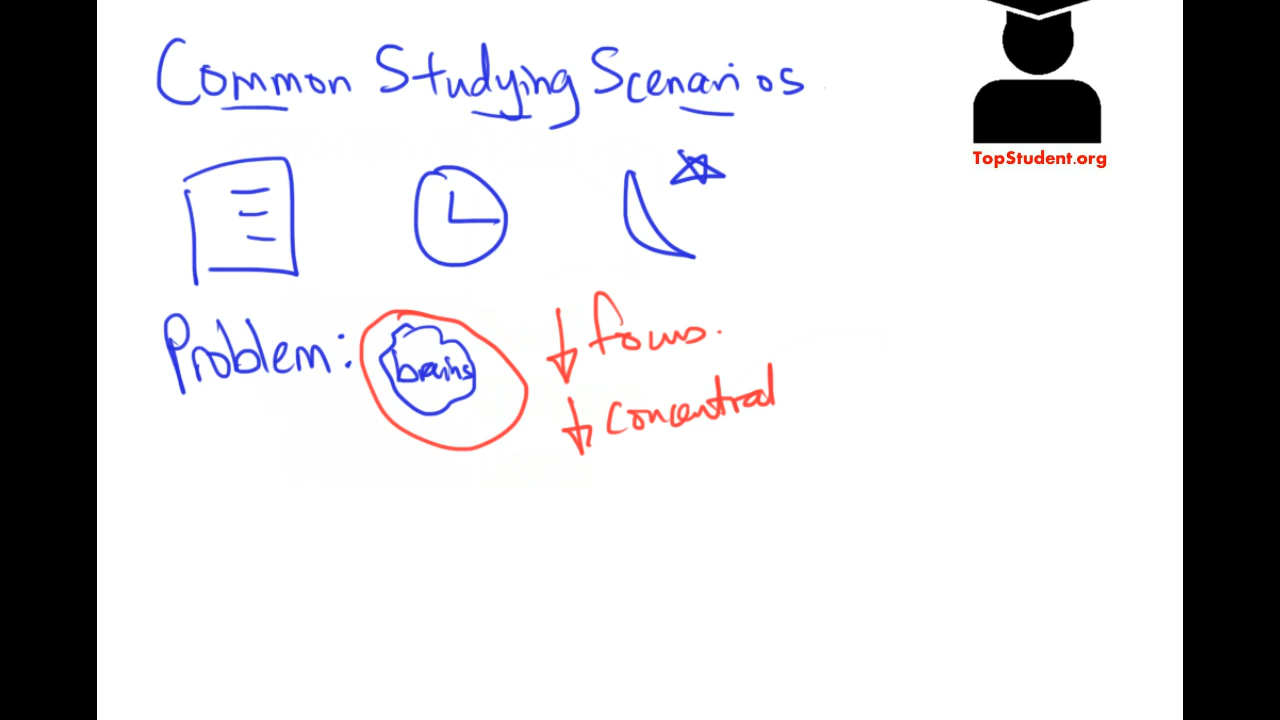 Common Studying Scenarios
TopStudent.org
Problem: brains
↓ focus.
↓ concentrat